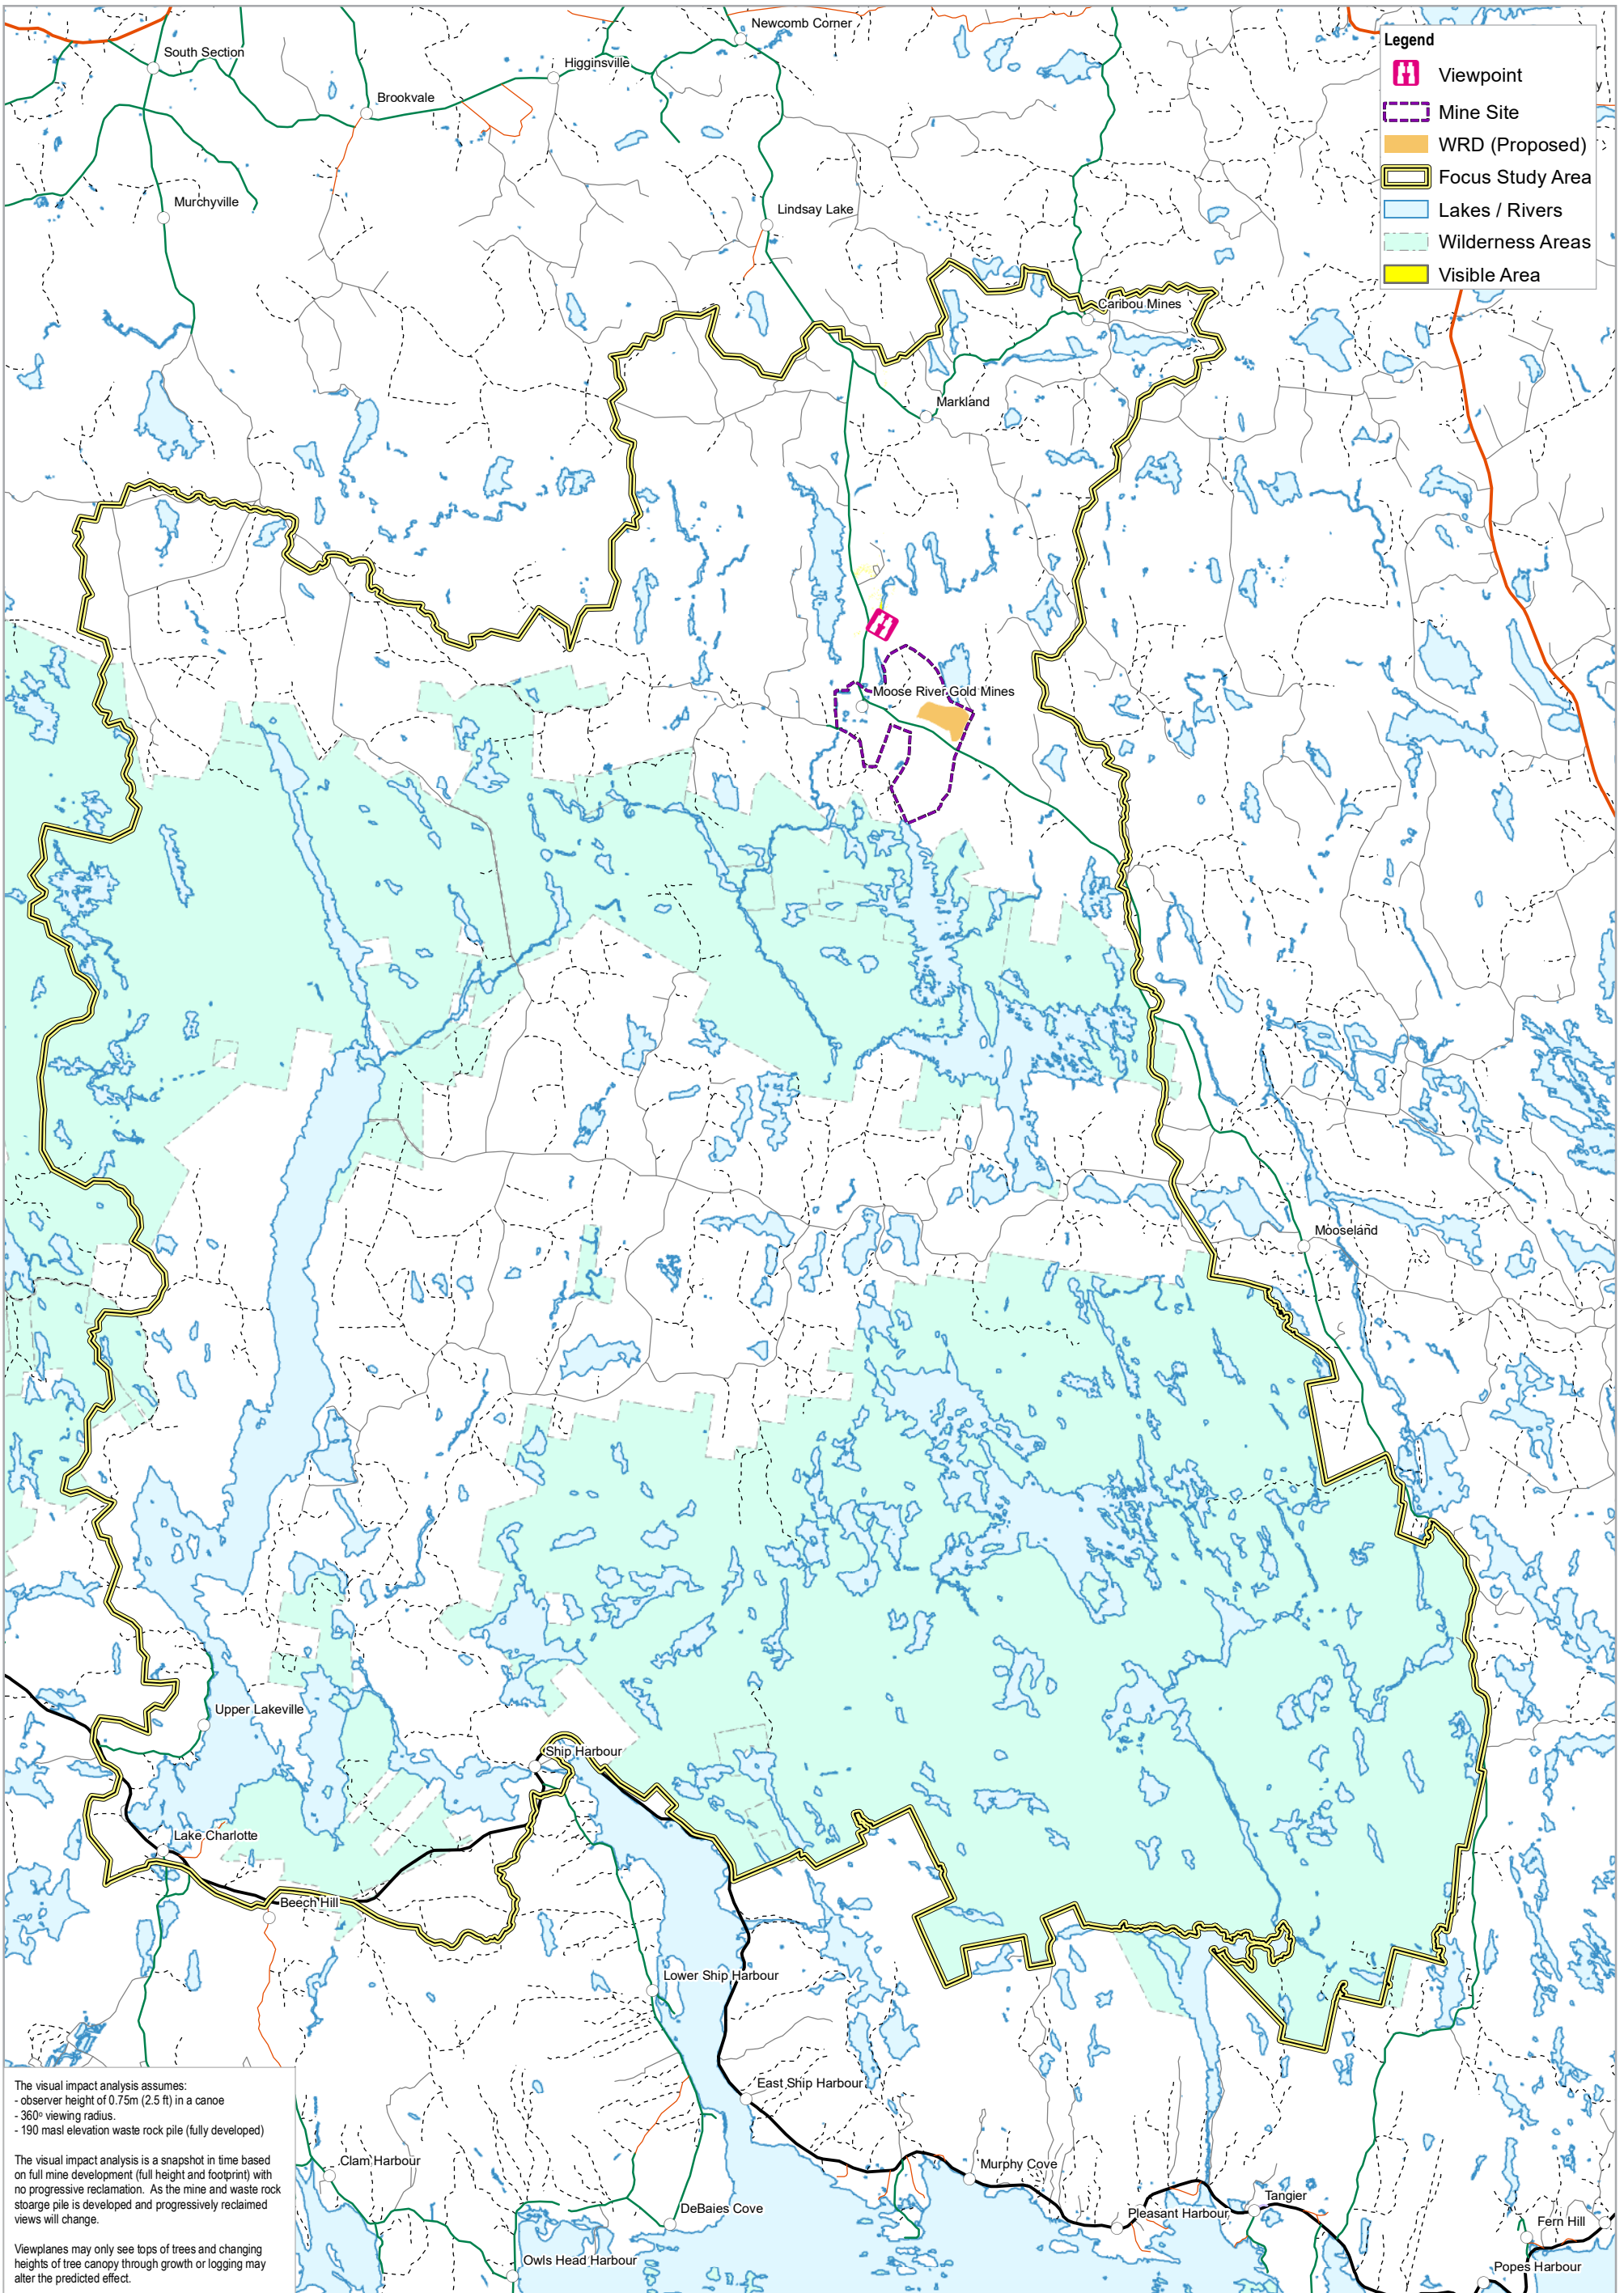 Newcomb Corner
South Section
Higginsville
Brookvale
Murchyville
Lindsay Lake
Legend
Viewpoint
Mine Site
WRD (Proposed)
Focus Study Area
Lakes / Rivers
Wilderness Areas
Visible Area
Caribou Mines
Markland
Moose River Gold Mines
Mooseland
Upper Lakeville
Ship Harbour
Lake Charlotte
Beech Hill
Lower Ship Harbour
East Ship Harbour
Clam Harbour
Murphy Cove
DeBaies Cove
Pleasant Harbour
Tangier
Fern Hill
Owls Head Harbour
Popes Harbour
The visual impact analysis assumes:
- observer height of 0.75m (2.5 ft) in a canoe
- 360º viewing radius.
- 190 masl elevation waste rock pile (fully developed)
The visual impact analysis is a snapshot in time based
on full mine development (full height and footprint) with
no progressive reclamation. As the mine and waste rock
stoarge pile is developed and progressively reclaimed
views will change.
Viewplanes may only see tops of trees and changing
heights of tree canopy through growth or logging may
alter the predicted effect.